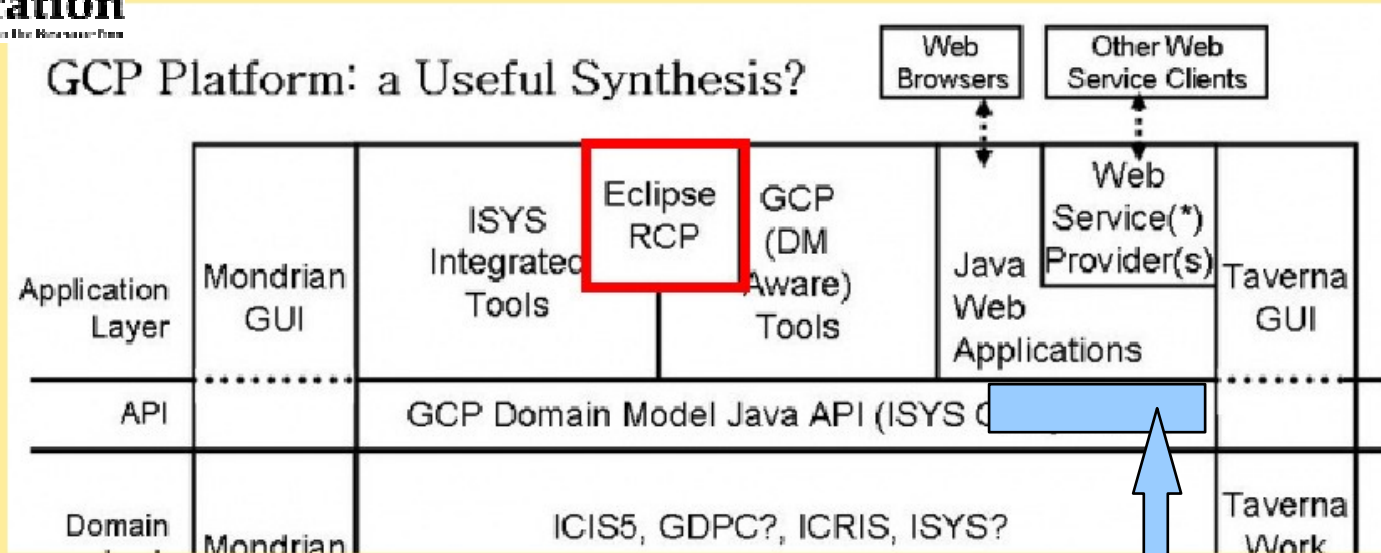 ration
GCP Platform: a Useful Synthesis?
Web
Browsers
Other Web
Service Clients
Application
Layer
Mondrian
GUI
ISYS
Integrated
Tools
Eclipse
RCP
GCP
(DM
Aware)
Tools
Java
Web
Applications
Web
Service(*)
Provider(s)
Taverna
GUI
API
GCP Domain Model Java API (ISYS
Domain
Mondrian
ICIS5, GDPC?, ICRIS, ISYS?
Taverna
Work